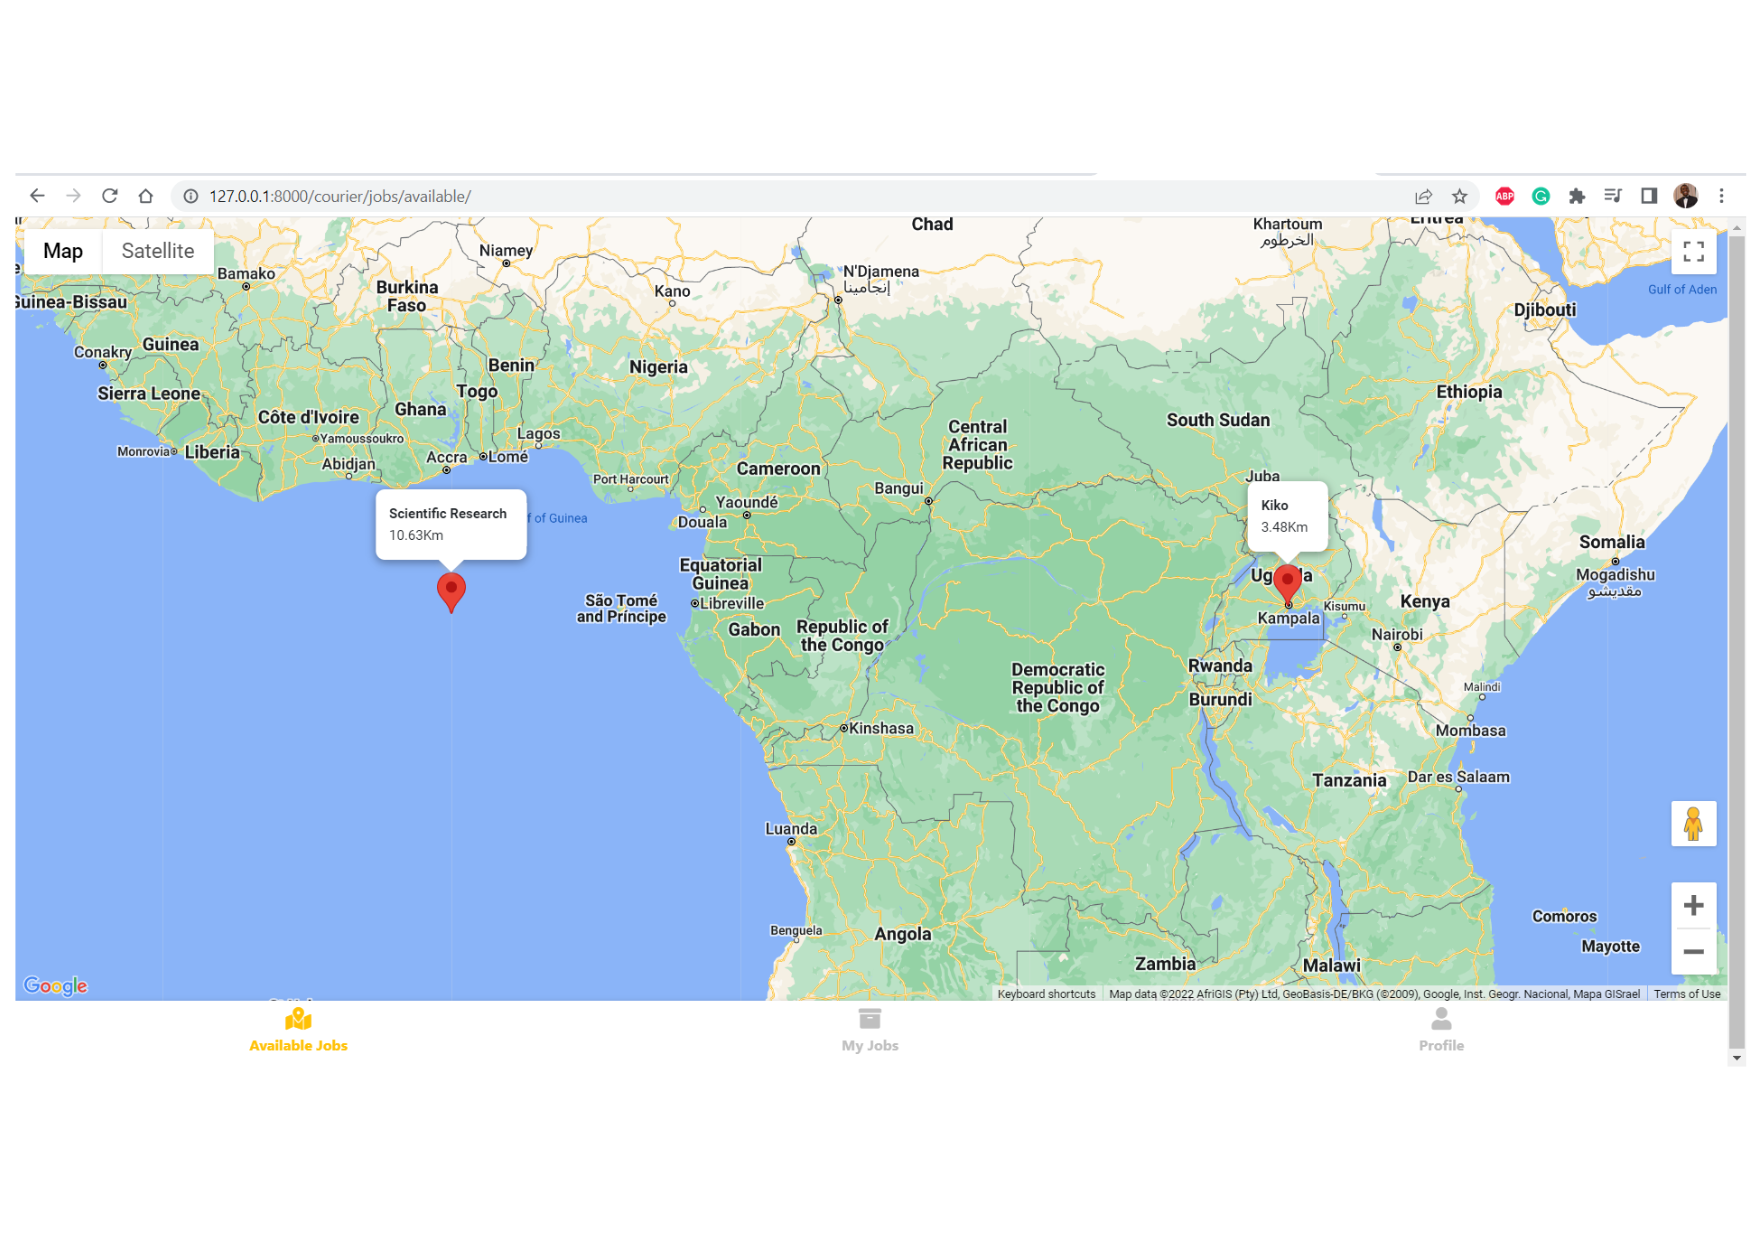 127.0.0.1:8000/courier/jobs/available/
ABP
Map
Satellite
Chad
Khartoum
الخرطوم
Eritrea
Niamey
Bamako
Burkina
Faso
Kano
N'Djamena
إنجامينا
Gulf of Aden
Guinea-Bissau
Djibouti
Conakry
Guinea
Benin
Nigeria
Sierra Leone
Togo
Ethiopia
Côte d'Ivoire
Ghana
Central
African
Republic
South Sudan
Yamoussoukro
Lagos
Monrovia
Liberia
Abidjan
Accra
Lomé
Cameroon
Port Harcourt
Bangui
Juba
Yaoundé
Douala
Scientific Research
10.63Km
f of Guinea
Kiko
3.48Km
Somalia
Mogadishu
مقديشو
Equatorial
Guinea
Ug
da
São Tomé
and Príncipe
Libreville
Kampala
Kisumu
Kenya
Gabon
Republic of
the Congo
Nairobi
Democratic
Republic of
the Congo
Rwanda
Burundi
Malindi
Kinshasa
Mombasa
Tanzania
Dar es Salaam
Luanda
Benguela
Angola
Comoros
Mayotte
Zambia
Malawi
Google
Keyboard shortcuts
Map data ©2022 AfriGIS (Pty) Ltd, GeoBasis-DE/BKG (©2009), Google, Inst. Geogr. Nacional, Mapa GISrael
Terms of Use
Available Jobs
My Jobs
Profile